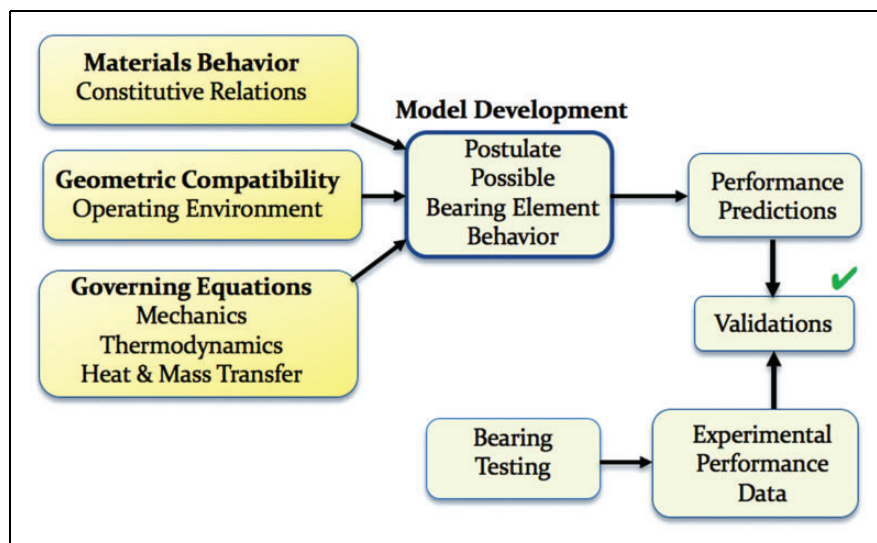 Materials Behavior
Constitutive Relations
Geometric Compatibility
Operating Environment
Governing Equations
Mechanics
Thermodynamics
Heat & Mass Transfer
Model Development
Postulate
Possible
Bearing Element
Behavior
Performance
Predictions
Validations
Bearing
Testing
Experimental
Performance
Data